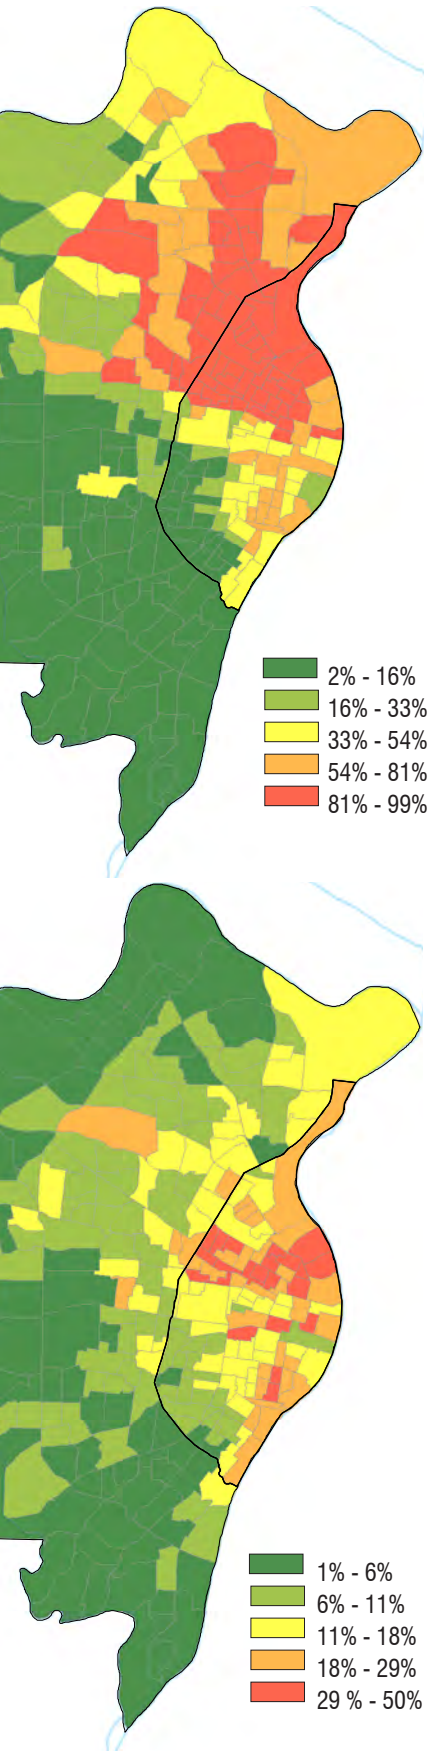 2% - 16%
16% - 33%
33% - 54%
54% - 81%
81% - 99%
1% - 6%
6% - 11%
11% - 18%
18% - 29%
29 % - 50%